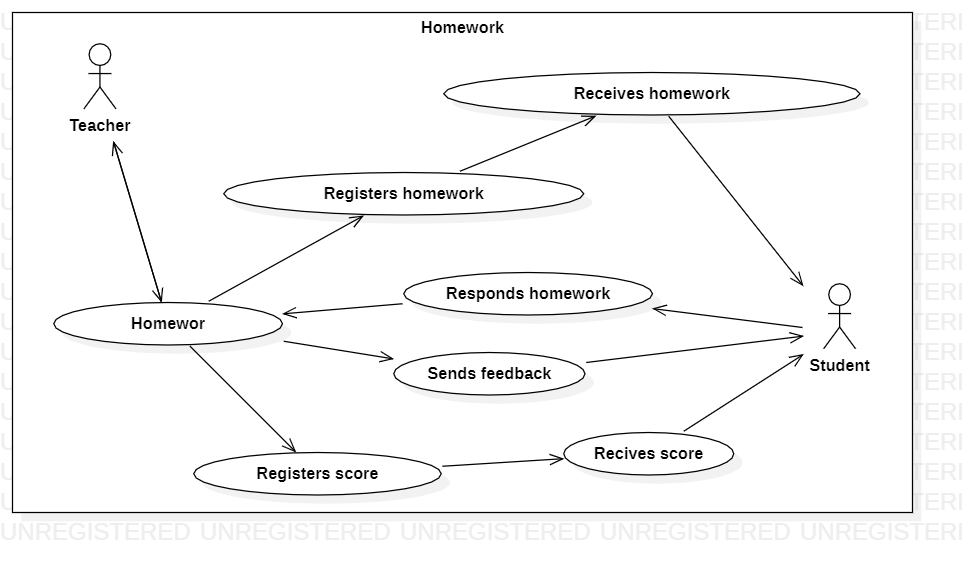 Homework
Teacher
Receives homework
Registers homework
Responds homework
Homewor
Student
Sends feedback
Recives score
Registers score
UNREGISTERED UNREGISTERED UNREGISTERED UNREGISTERED UNREGISTERI